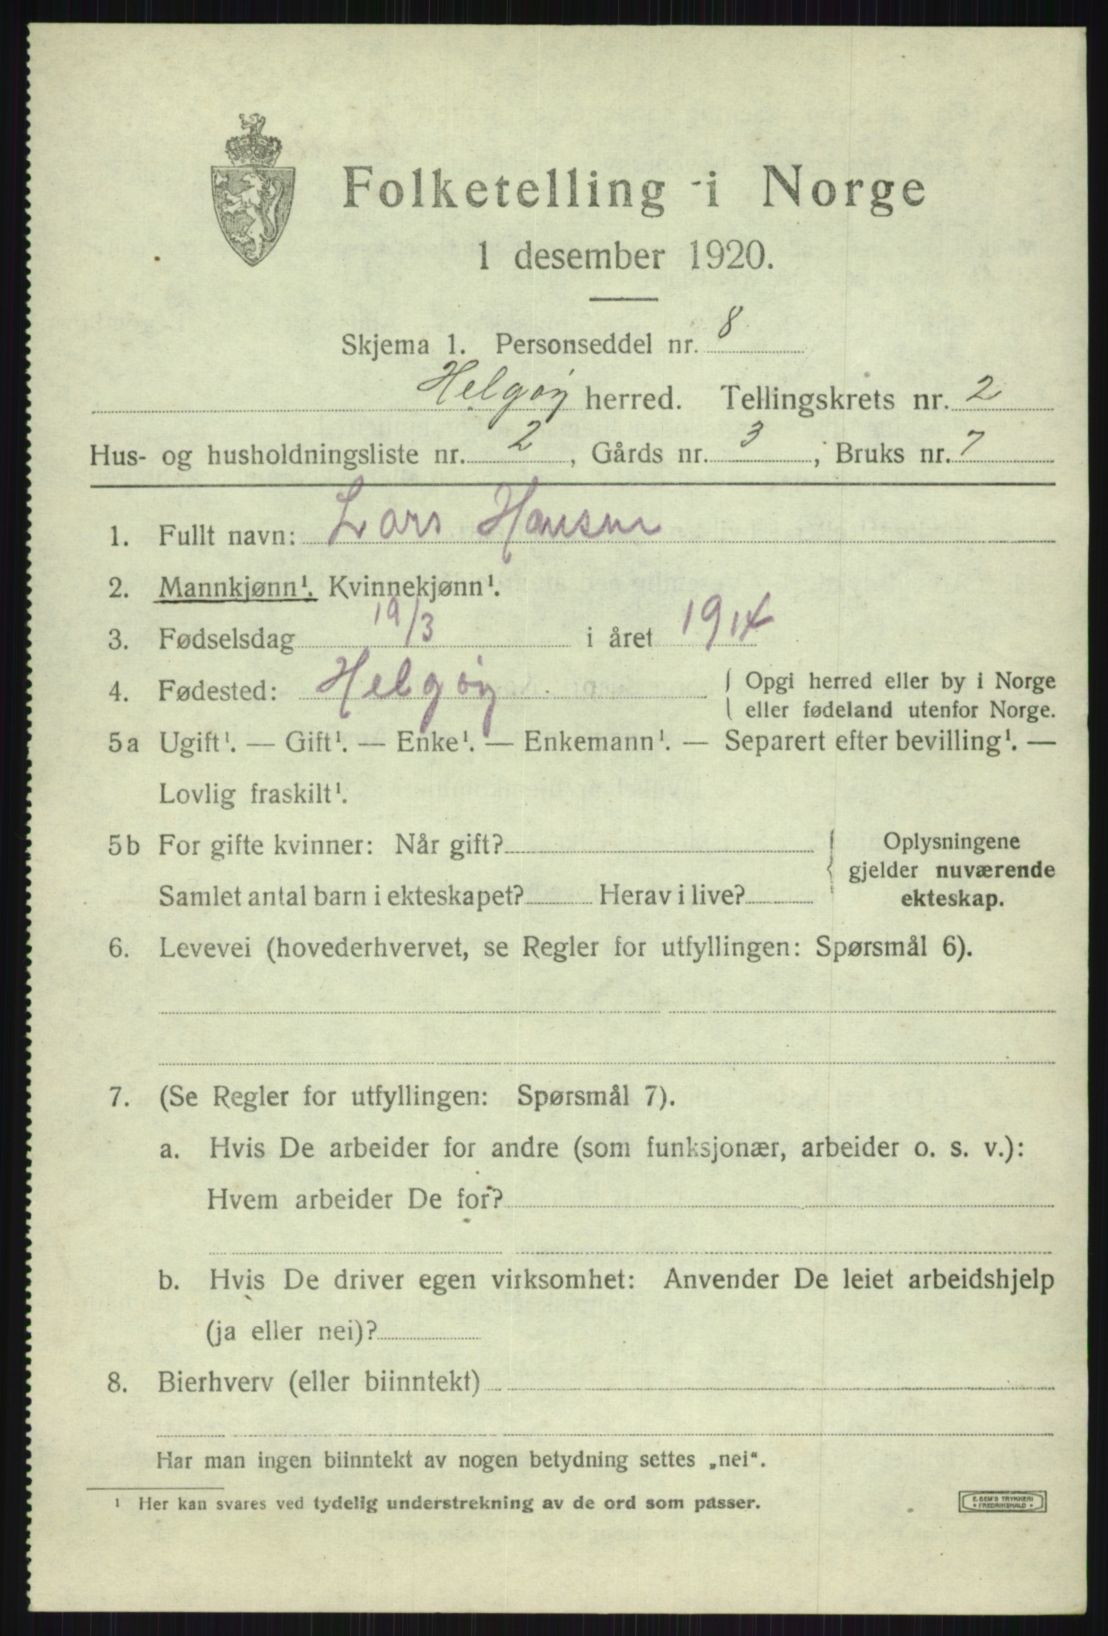 Folketelling i Norge
1 desember 1920.
Skjema 1. Personseddel nr. 8
Helgøy herred. Tellingskrets nr. 2
Hus- og husholdningsliste nr. 2, Gårds nr. 3; Bruks nr. 7
1. Fullt navn: Lars Hansen
2. Mannkjønn¹. Kvinnekjønn¹.
3. Fødselsdag 19/3 i året 1914
4. Fødested: Helgøy { Opgi herred eller by i Norge
eller fødeland utenfor Norge.
5a Ugift¹. — Gift¹. — Enke¹. — Enkemann¹. — Separert efter bevilling¹. —
Lovlig fraskilt¹.
5b For gifte kvinner: Når gift? { Oplysningene
gjelder nuværende
Samlet antal barn i ekteskapet? Herav i live? ekteskap.
6. Levevei (hovederhvervet, se Regler for utfyllingen: Spørsmål 6).
7. (Se Regler for utfyllingen: Spørsmål 7).
a. Hvis De arbeider for andre (som funksjonær, arbeider o. s. v.):
Hvem arbeider De for?
b. Hvis De driver egen virksomhet: Anvender De leiet arbeidshjelp
(ja eller nei)?
8. Bierhverv (eller biinntekt)
Har man ingen biinntekt av nogen betydning settes „nei“.
¹ Her kan svares ved tydelig understrekning av de ord som passer.
E. SEM'S TRYKKERI
FREDRIKSHALD